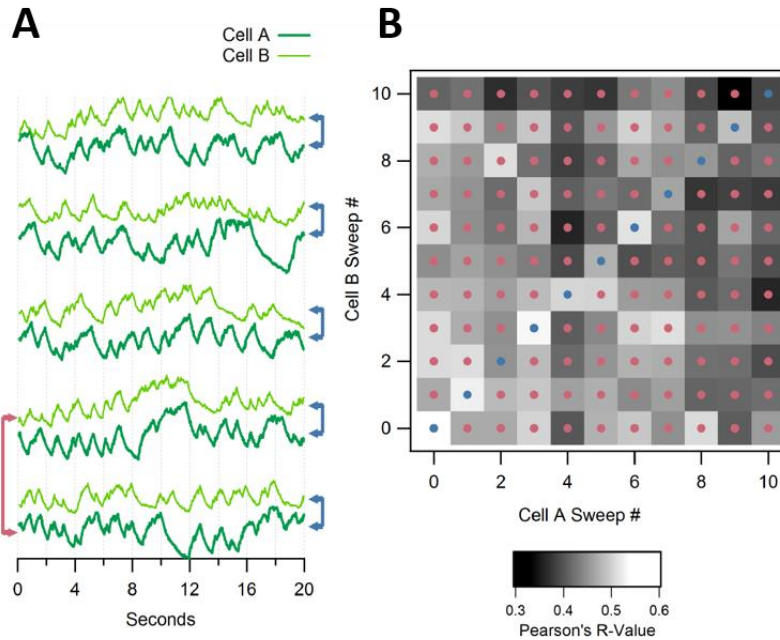 A
Cell A
Cell B
0 4 8 12 16 20
Seconds
B
10
8
6
4
2
0
Cell B Sweep #
0 2 4 6 8 10
Cell A Sweep #
0.3 0.4 0.5 0.6
Pearson's R-Value